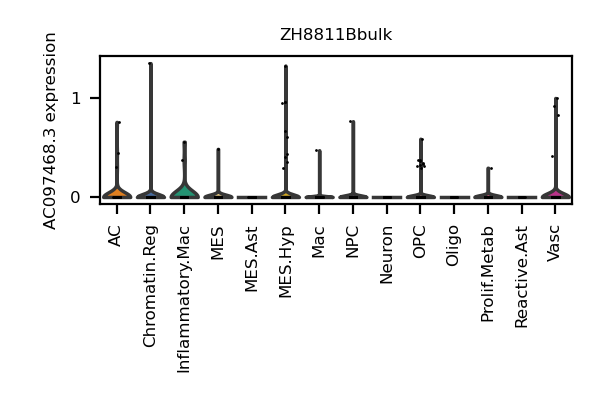 ZH8811Bbulk
AC097468.3 expression
1
0
AC
Chromatin.Reg
Inflammatory.Mac
MES
MES.Ast
MES.Hyp
Mac
NPC
Neuron
OPC
Oligo
Prolif.Metab
Reactive.Ast
Vasc